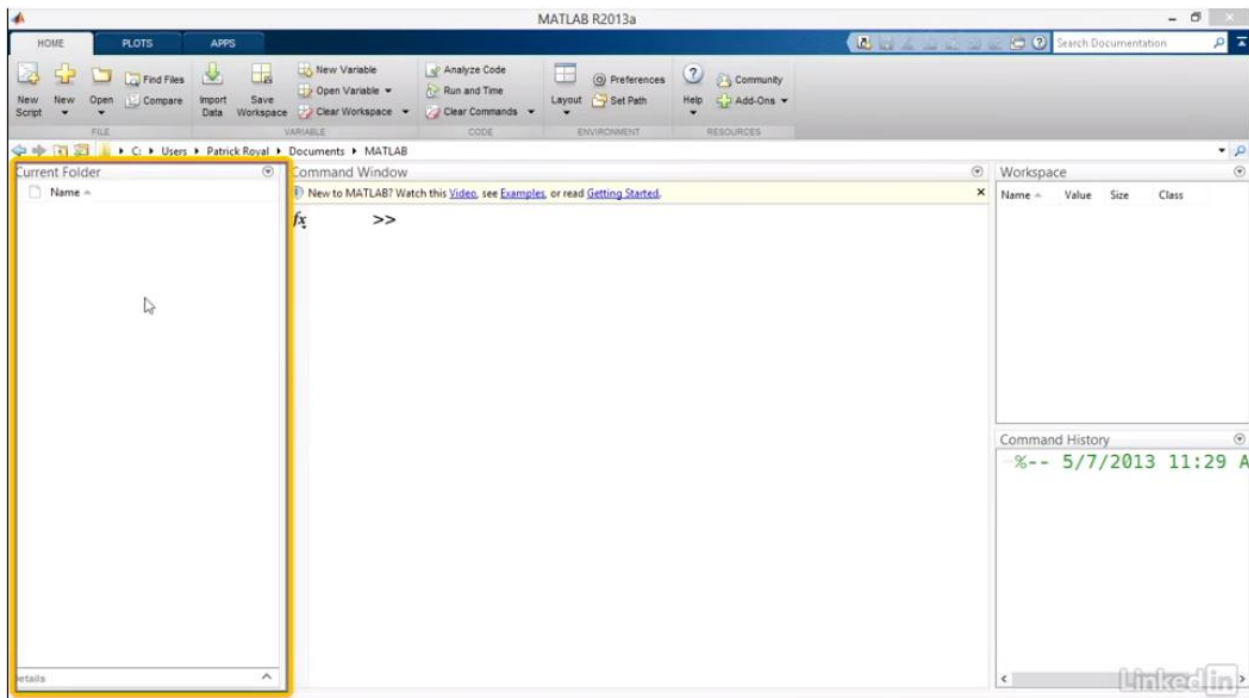 MATLAB R2013a
HOME PLOTS APPS
Search Documentation
New Script
New
Open
Find Files
Compare
FILE
Import Data
Save Workspace
New Variable
Open Variable
Clear Workspace
VARIABLE
Analyze Code
Run and Time
Clear Commands
CODE
Layout
Preferences
Set Path
ENVIRONMENT
Help
Community
Add-Ons
RESOURCES
C: Users Patrick Royal Documents MATLAB
Current Folder
Name
Details
Command Window
New to MATLAB? Watch this Video, see Examples, or read Getting Started.
fx >>
Workspace
Name Value Size Class
Command History
%-- 5/7/2013 11:29 A
Linked in